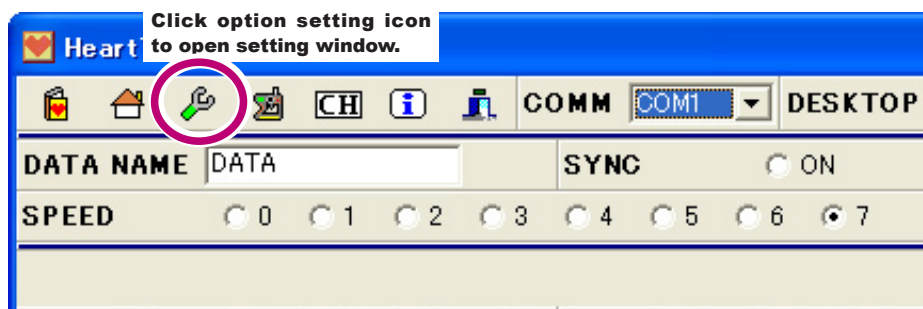 Click option setting icon
to open setting window.
Heart
CH i COMM COM1 DESKTOP
DATA NAME DATA SYNC ON
SPEED 0 1 2 3 4 5 6 7